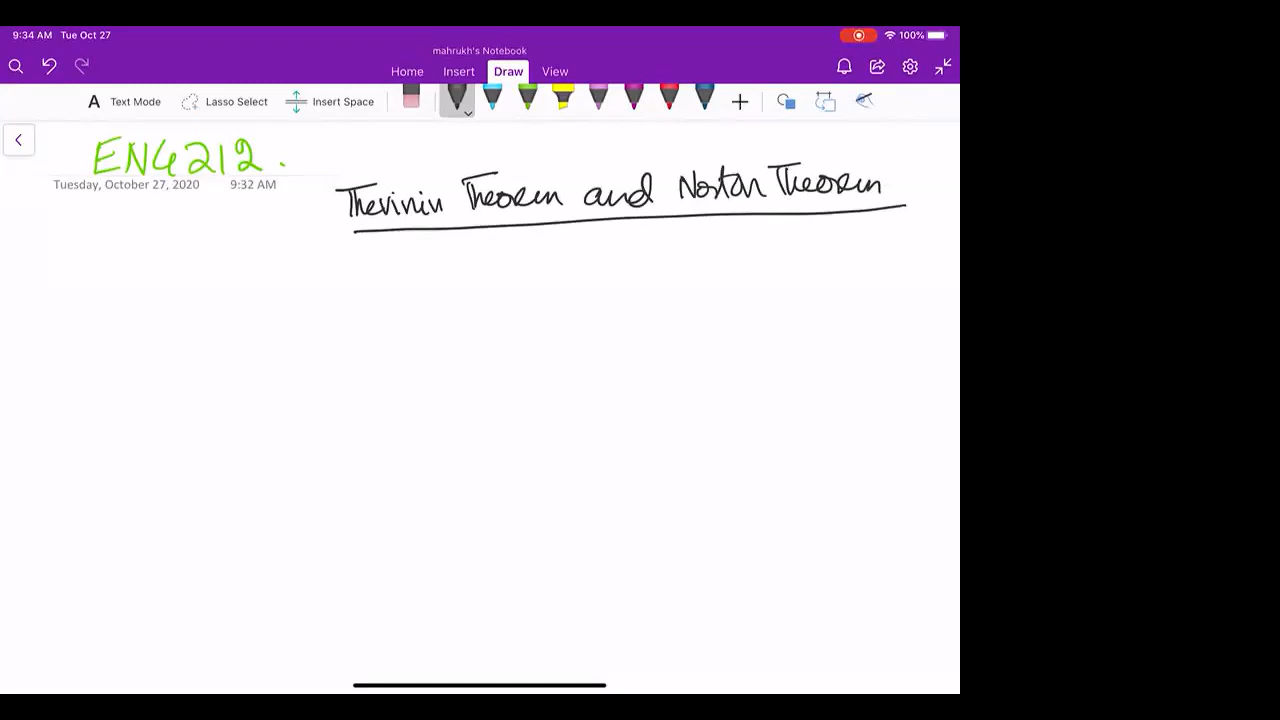 9:34 AM Tue Oct 27
100%
mahrukh's Notebook
Home Insert Draw View
A Text Mode Lasso Select Insert Space
ENG212.
Tuesday, October 27, 2020 9:32 AM
Thevinin Theorem and Norton Theorem